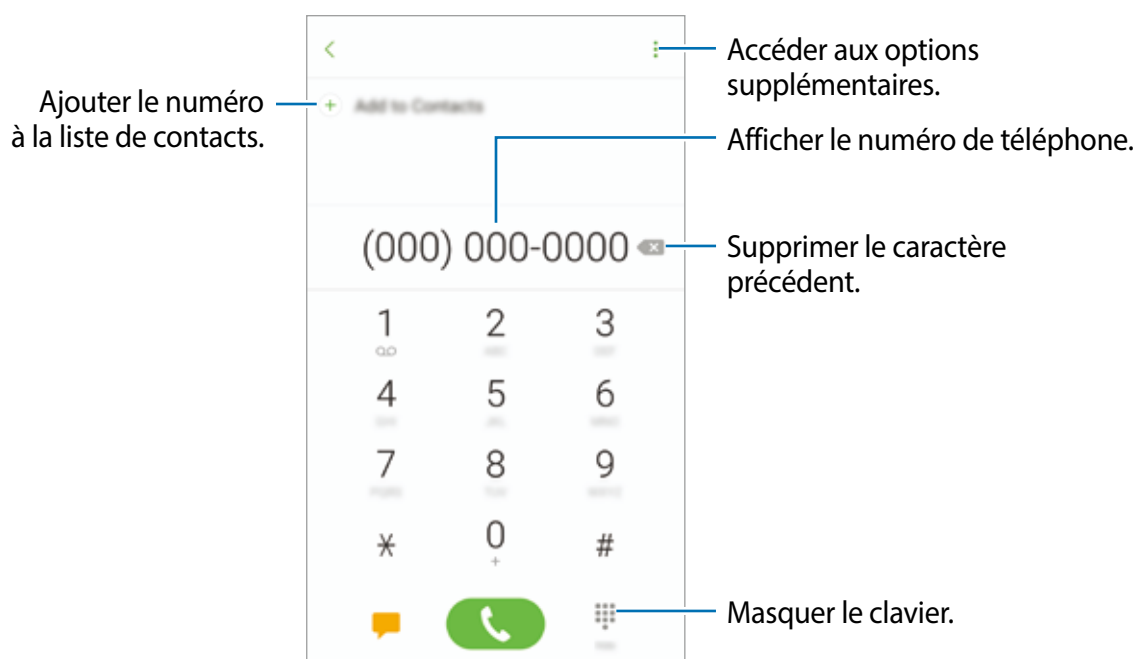 Accéder aux options
supplémentaires.
Ajouter le numéro
à la liste de contacts.
Add to Contacts
Afficher le numéro de téléphone.
(000) 000-0000
Supprimer le caractère
précédent.
1 2 3
4 5 6
7 8 9
* 0 #
+
Masquer le clavier.